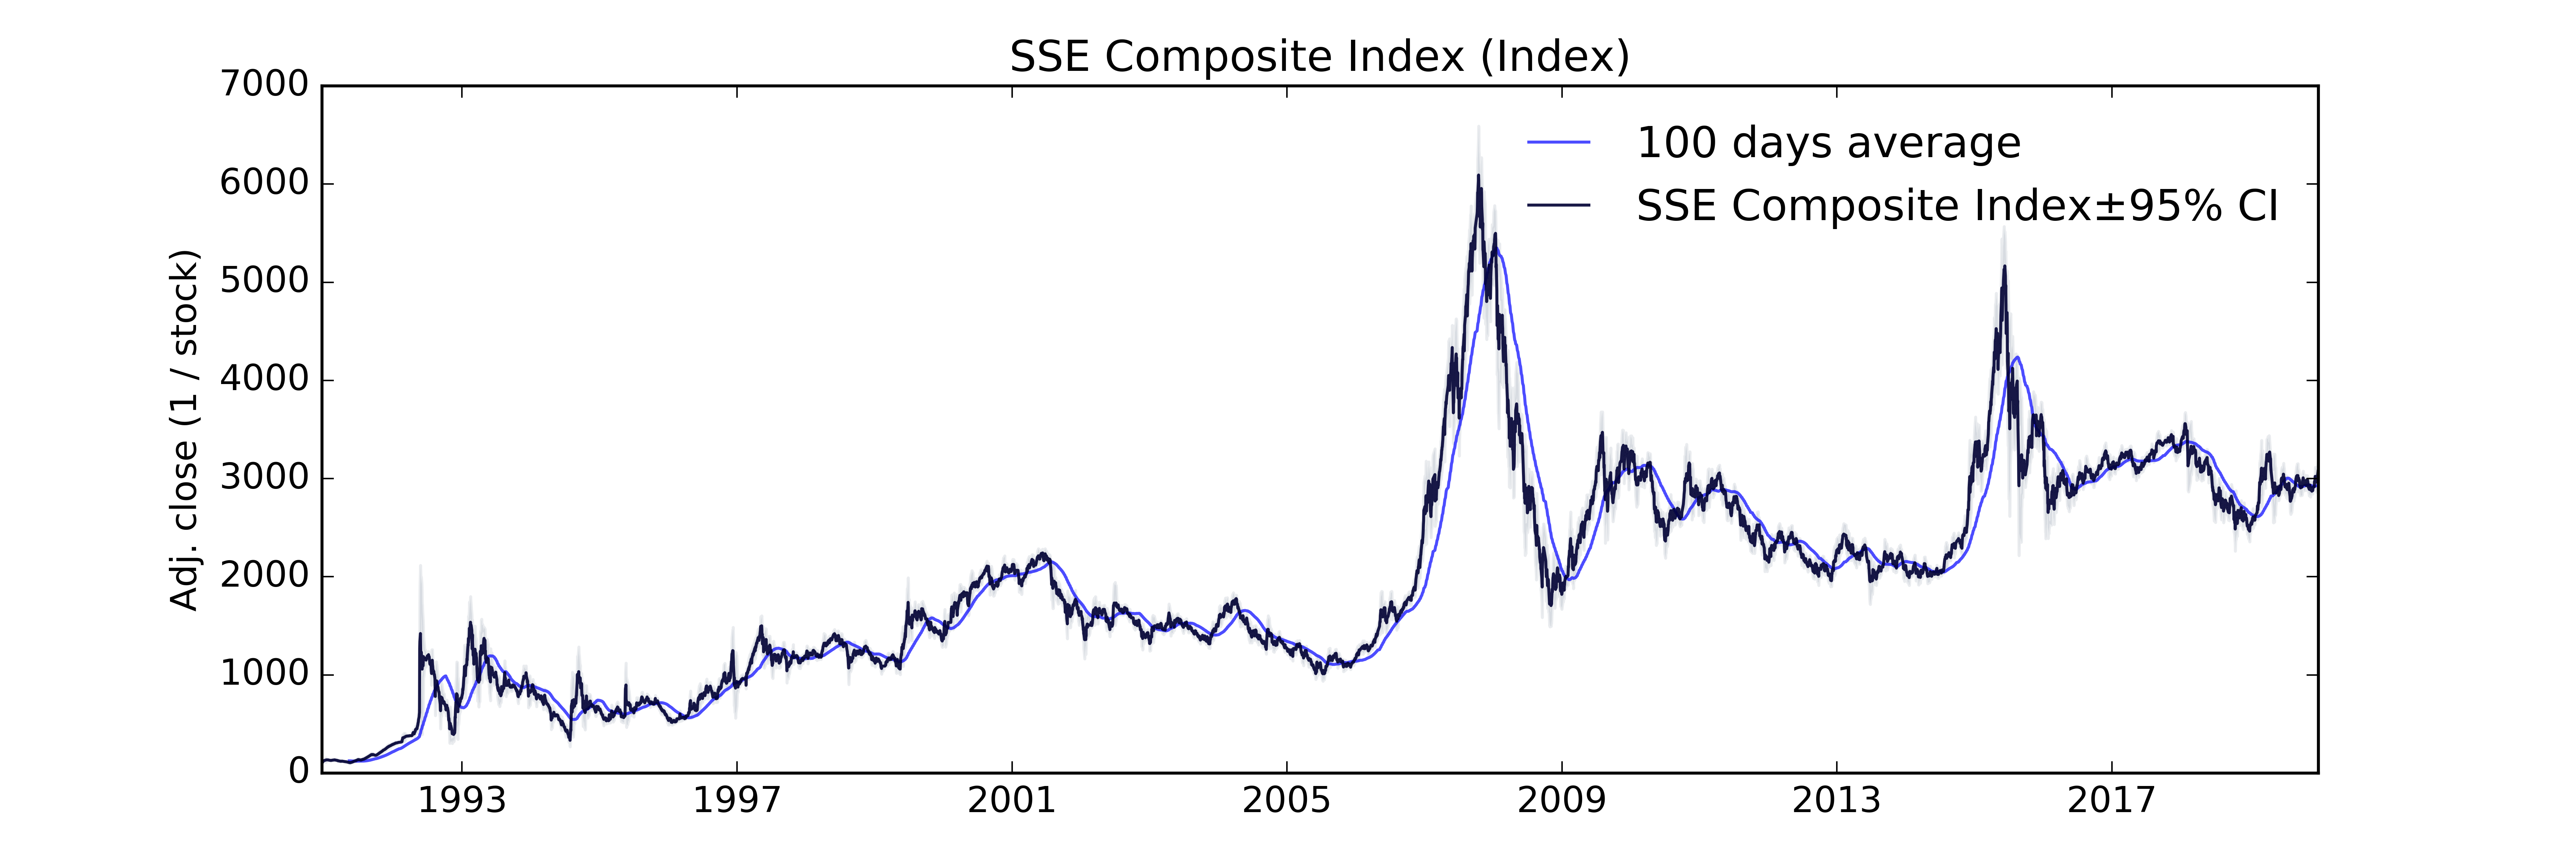 SSE Composite Index (Index)
7000
6000
5000
4000
3000
2000
1000
0
Adj. close (1 / stock)
100 days average
SSE Composite Index±95% CI
1993 1997 2001 2005 2009 2013 2017